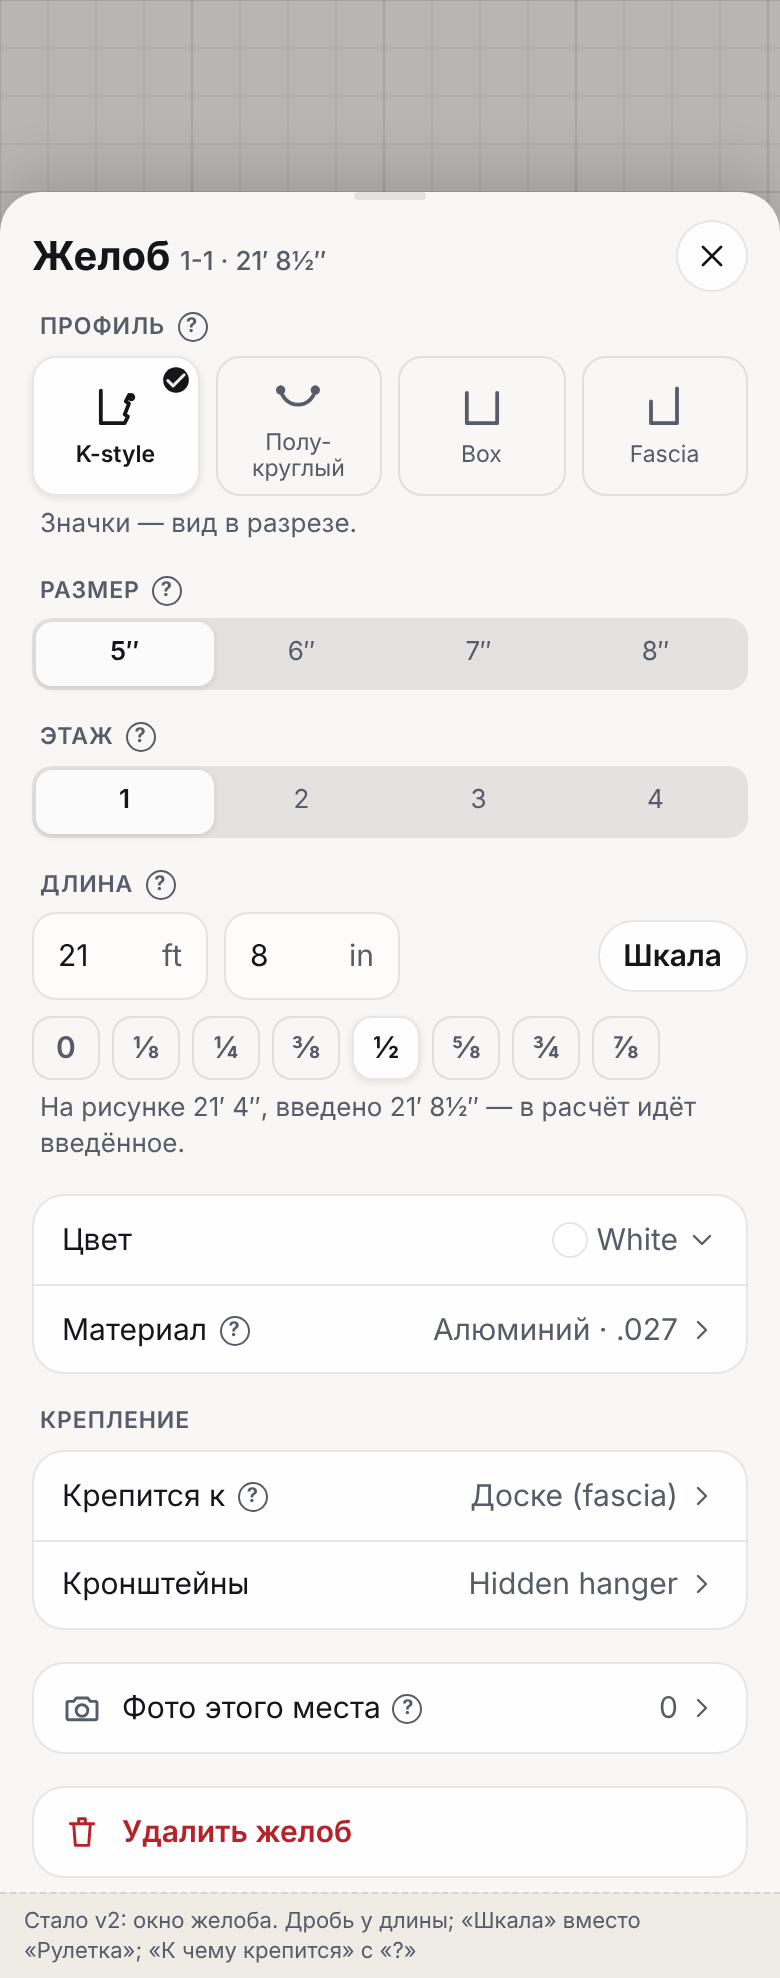 Желоб 1-1 · 21′ 8½″
ПРОФИЛЬ ?
K-style
Полу-
круглый
Box
Fascia
Значки — вид в разрезе.
РАЗМЕР ?
5″ 6″ 7″ 8″
ЭТАЖ ?
1 2 3 4
ДЛИНА ?
21 ft 8 in Шкала
0 ⅛ ¼ ⅜ ½ ⅝ ¾ ⅞
На рисунке 21′ 4″, введено 21′ 8½″ — в расчёт идёт
введённое.
Цвет White
Материал ? Алюминий · .027
КРЕПЛЕНИЕ
Крепится к ? Доске (fascia)
Кронштейны Hidden hanger
Фото этого места ? 0
Удалить желоб
Стало v2: окно желоба. Дробь у длины; «Шкала» вместо
«Рулетка»; «К чему крепится» с «?»